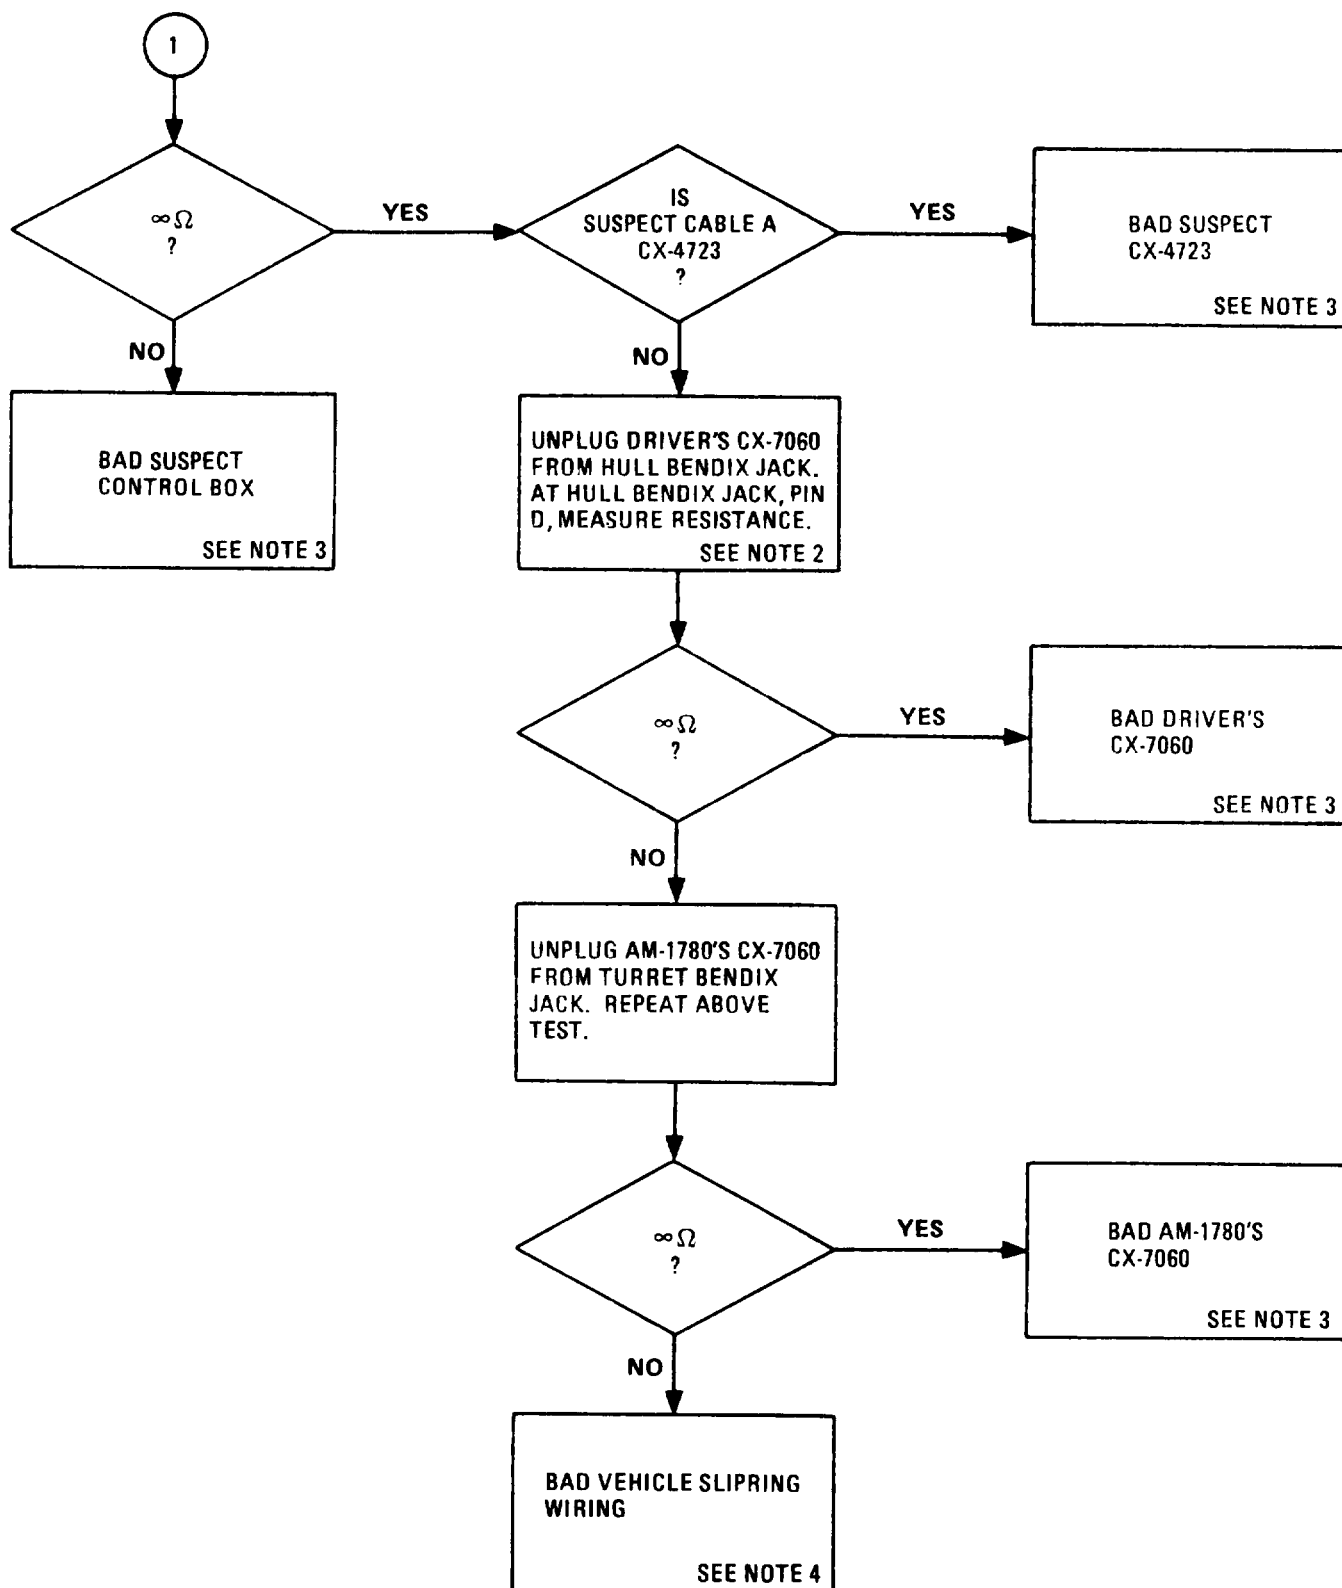 1
∞ Ω
?
YES
IS
SUSPECT CABLE A
CX-4723
?
YES
BAD SUSPECT
CX-4723
SEE NOTE 3
NO
BAD SUSPECT
CONTROL BOX
SEE NOTE 3
NO
UNPLUG DRIVER'S CX-7060
FROM HULL BENDIX JACK.
AT HULL BENDIX JACK, PIN
D, MEASURE RESISTANCE.
SEE NOTE 2
∞ Ω
?
YES
BAD DRIVER'S
CX-7060
SEE NOTE 3
NO
UNPLUG AM-1780'S CX-7060
FROM TURRET BENDIX
JACK. REPEAT ABOVE
TEST.
∞ Ω
?
YES
BAD AM-1780'S
CX-7060
SEE NOTE 3
NO
BAD VEHICLE SLIPRING
WIRING
SEE NOTE 4